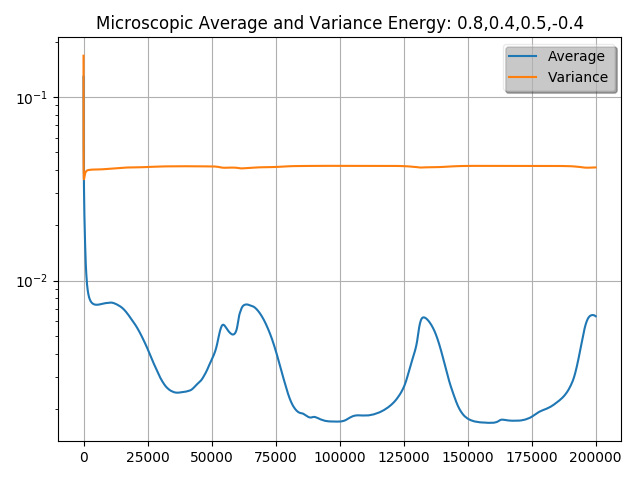 Microscopic Average and Variance Energy: 0.8,0.4,0.5,-0.4
Average
Variance
10⁻¹
10⁻²
0 25000 50000 75000 100000 125000 150000 175000 200000